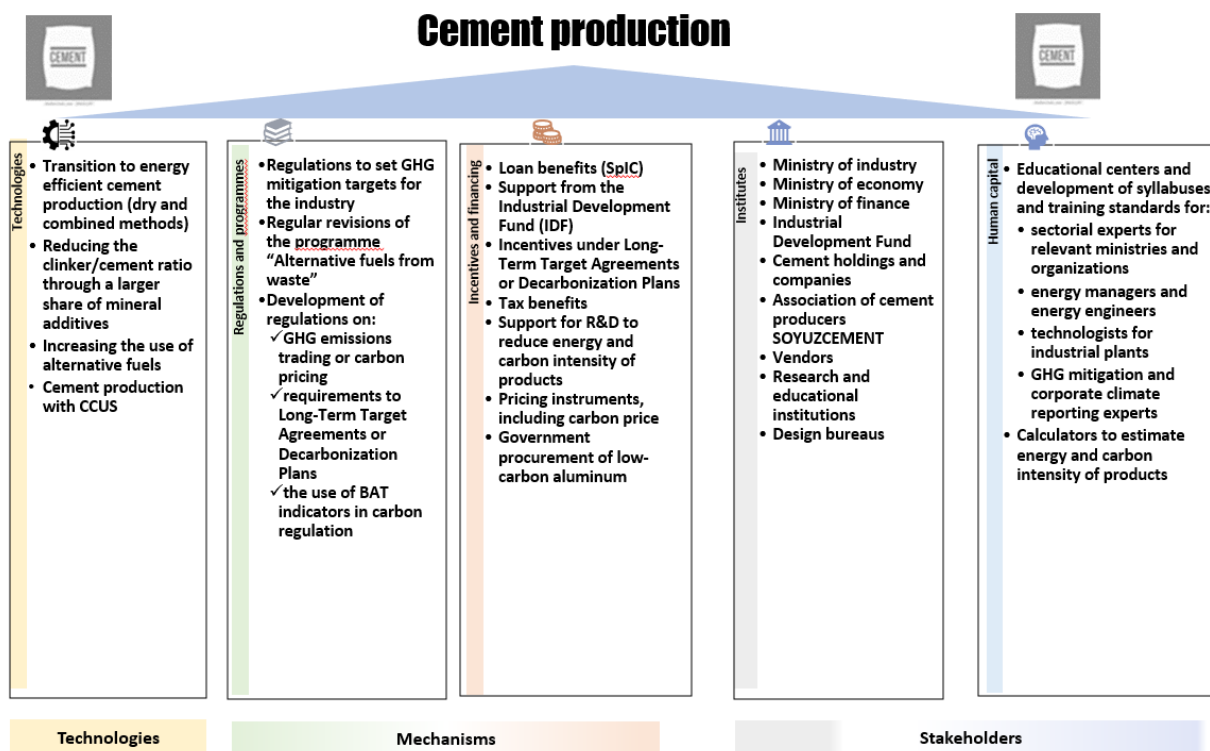 Cement production
CEMENT
CEMENT
Technologies
• Transition to energy
efficient cement
production (dry and
combined methods)
• Reducing the
clinker/cement ratio
through a larger
share of mineral
additives
• Increasing the use of
alternative fuels
• Cement production
with CCUS
Regulations and programmes
• Regulations to set GHG
mitigation targets for
the industry
• Regular revisions of
the programme
“Alternative fuels from
waste”
• Development of
regulations on:
✓GHG emissions
trading or carbon
pricing
✓requirements to
Long-Term Target
Agreements or
Decarbonization
Plans
✓the use of BAT
indicators in carbon
regulation
Incentives and financing
• Loan benefits (SpIC)
• Support from the
Industrial Development
Fund (IDF)
• Incentives under Long-
Term Target Agreements
or Decarbonization Plans
• Tax benefits
• Support for R&D to
reduce energy and
carbon intensity of
products
• Pricing instruments,
including carbon price
• Government
procurement of low-
carbon aluminum
Institutes
• Ministry of industry
• Ministry of economy
• Ministry of finance
• Industrial
Development Fund
• Cement holdings and
companies
• Association of cement
producers
SOYUZCEMENT
• Vendors
• Research and
educational
institutions
• Design bureaus
Human capital
• Educational centers and
development of syllabuses
and training standards for:
• sectorial experts for
relevant ministries and
organizations
• energy managers and
energy engineers
• technologists for
industrial plants
• GHG mitigation and
corporate climate
reporting experts
• Calculators to estimate
energy and carbon
intensity of products
Technologies
Mechanisms
Stakeholders